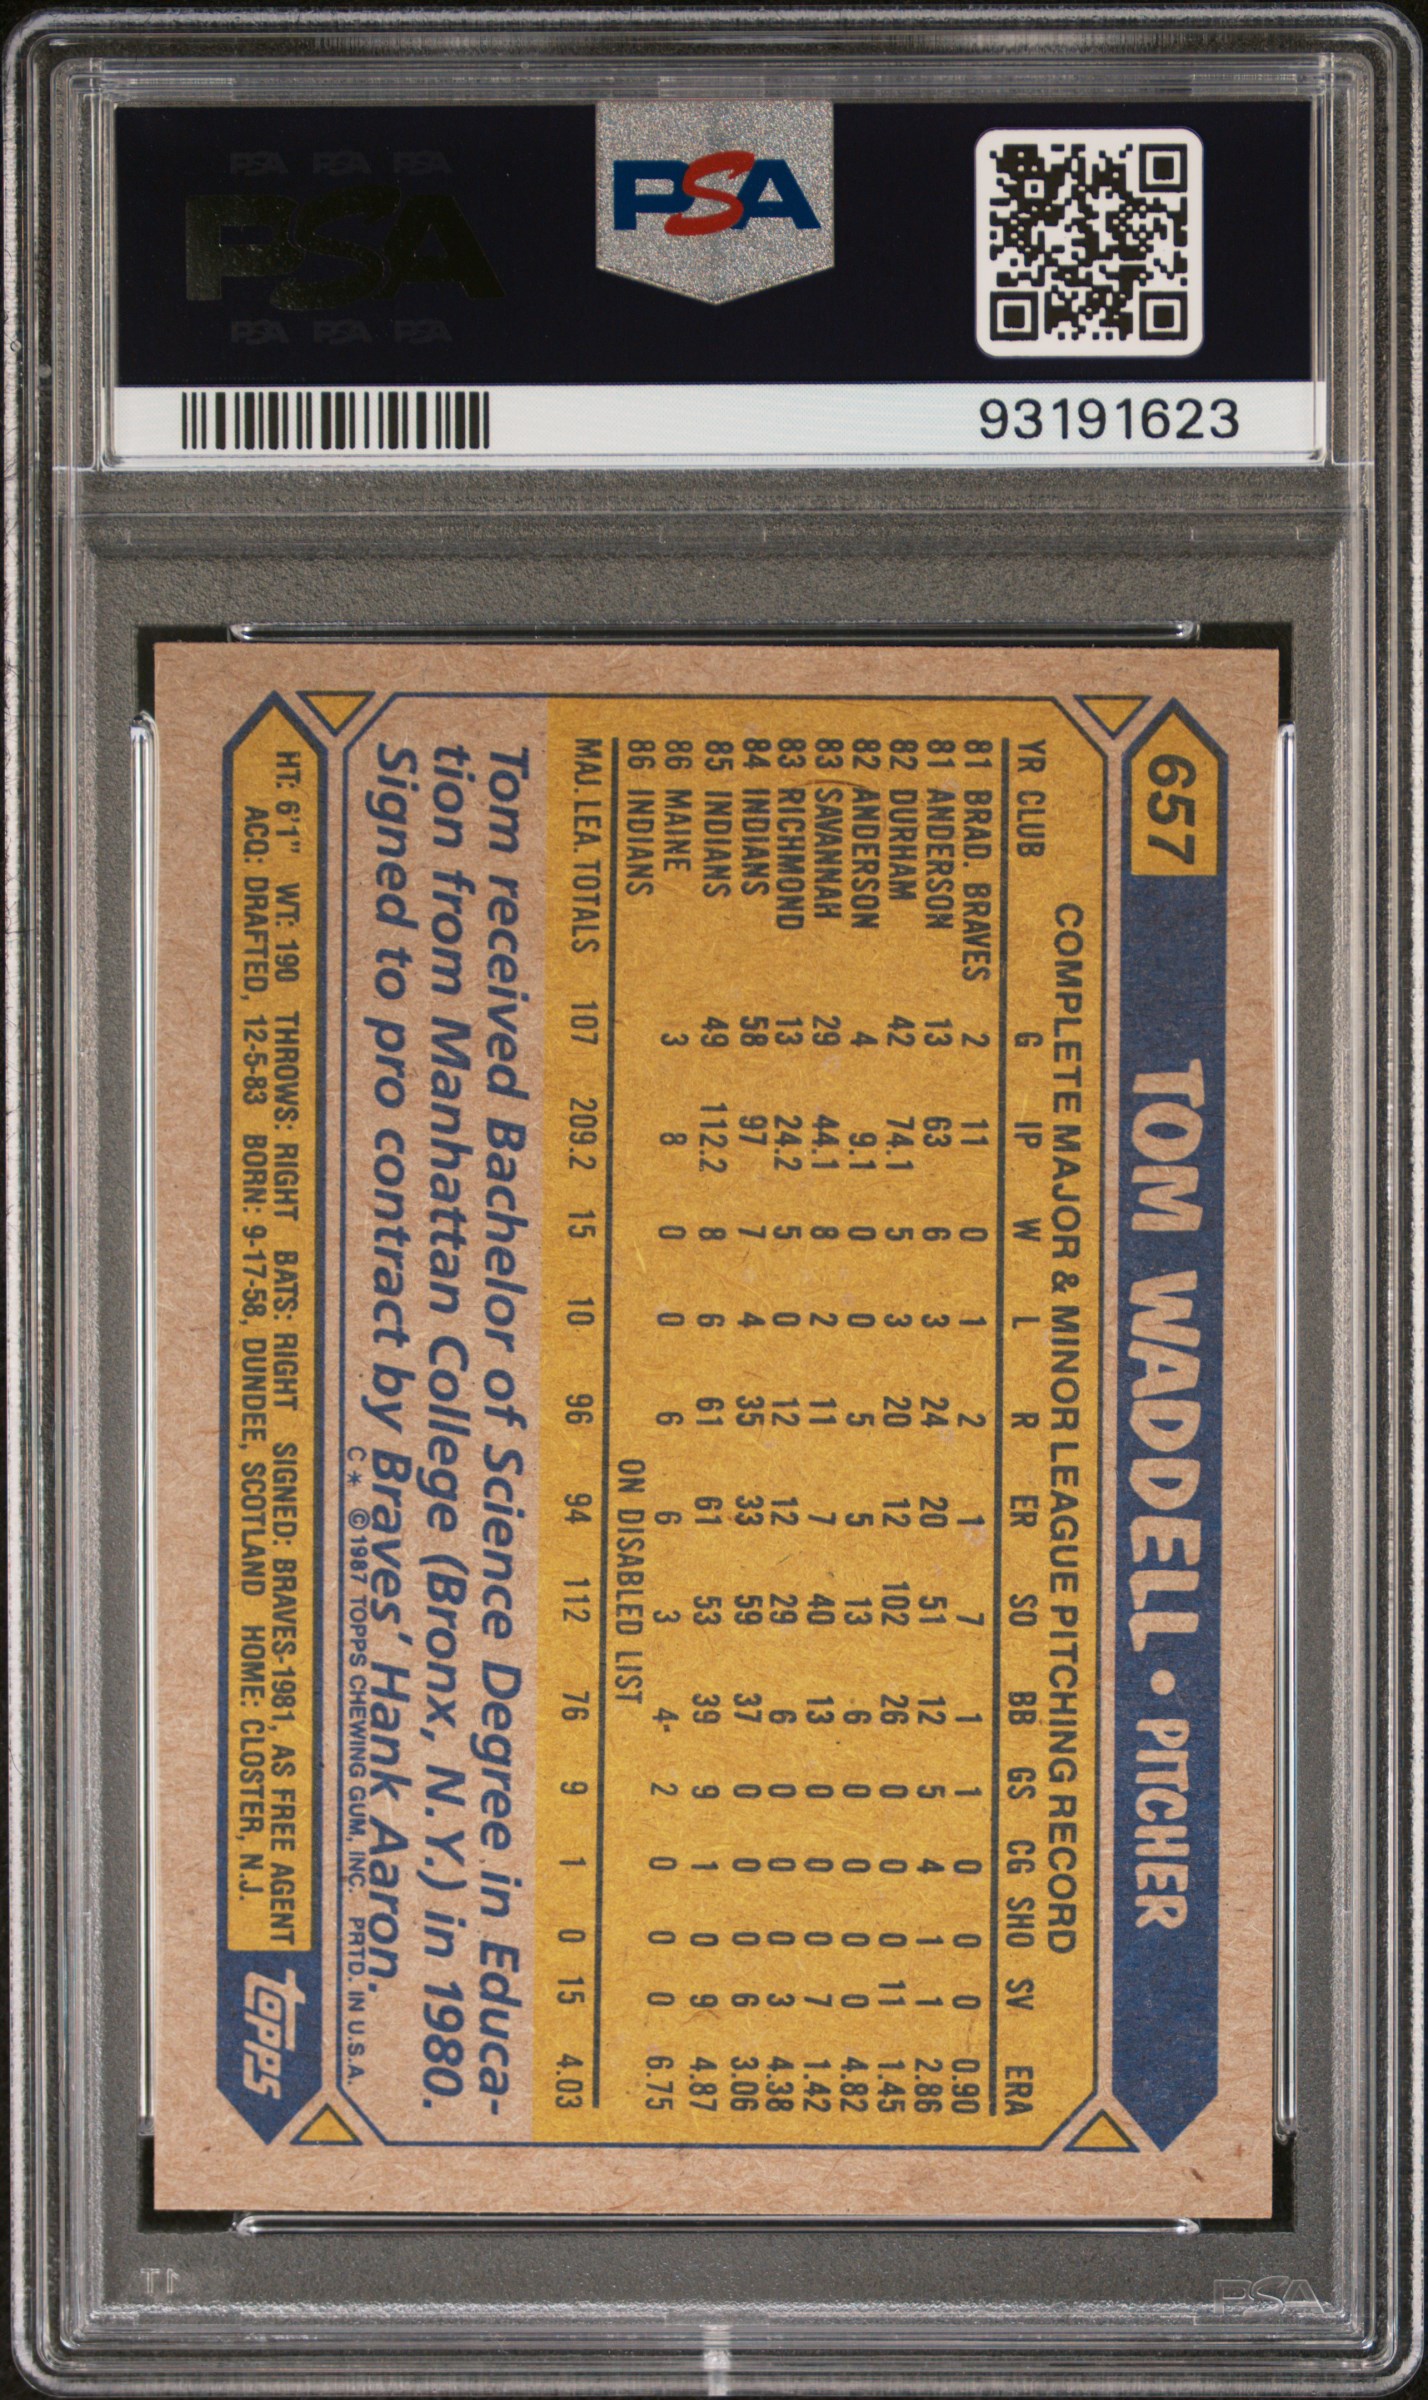 PSA PSA PSA
PSA
PSA PSA PSA
PSA
93191623
657 TOM WADDELL • PITCHER
COMPLETE MAJOR & MINOR LEAGUE PITCHING RECORD
YR CLUB G IP W L R ER SO BB GS CG SHO SV ERA
81 BRAD. BRAVES 2 11 0 1 2 1 7 1 1 0 0 0 0.90
81 ANDERSON 13 63 6 3 24 20 51 12 5 4 1 1 2.86
82 DURHAM 42 74.1 5 3 20 12 102 26 0 0 0 11 1.45
82 ANDERSON 4 9.1 0 0 5 5 13 6 0 0 0 0 4.82
83 SAVANNAH 29 44.1 8 2 11 7 40 13 0 0 0 7 1.42
83 RICHMOND 13 24.2 5 0 12 12 29 6 0 0 0 3 4.38
84 INDIANS 58 97 7 4 35 33 59 37 0 0 0 6 3.06
85 INDIANS 49 112.2 8 6 61 61 53 39 9 1 0 9 4.87
86 MAINE 3 8 0 0 6 6 3 4 2 0 0 0 6.75
86 INDIANS ON DISABLED LIST
MAJ. LEA. TOTALS 107 209.2 15 10 96 94 112 76 9 1 0 15 4.03
Tom received Bachelor of Science Degree in Educa-
tion from Manhattan College (Bronx, N.Y.) in 1980.
Signed to pro contract by Braves' Hank Aaron.
C * ©1987 TOPPS CHEWING GUM, INC. PRTD. IN U.S.A.
HT: 6'1" WT: 190 THROWS: RIGHT BATS: RIGHT SIGNED: BRAVES-1981, AS FREE AGENT
ACQ: DRAFTED, 12-5-83 BORN: 9-17-58, DUNDEE, SCOTLAND HOME: CLOSTER, N.J.
topps
PSA